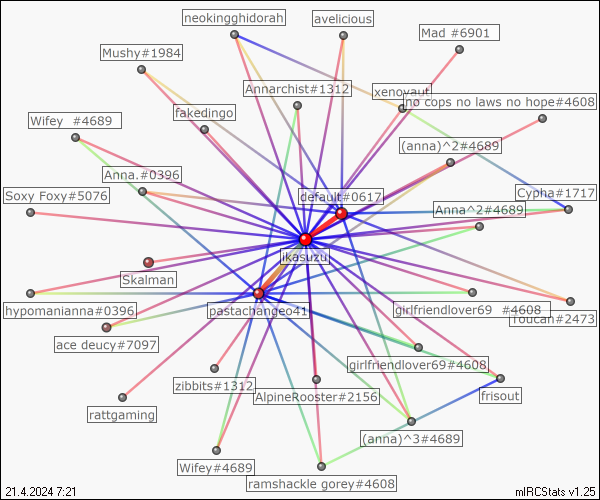 neokingghidorah
avelicious
Mad #6901
Mushy#1984
Annarchist#1312
xenoyaut
no cops no laws no hope#4608
fakedingo
Wifey  #4689
(anna)^2#4689
Anna.#0396
default#0617
Cypha#1717
Soxy Foxy#5076
Anna^2#4689
jkasuzu
Skalman
hypomanianna#0396
pastachangeo41
girlfriendlover69  #4608
Toucan#2473
ace deucy#7097
girlfriendlover69#4608
zibbits#1312
AlpineRooster#2156
frisout
rattgaming
(anna)^3#4689
Wifey#4689
ramshackle gorey#4608
21.4.2024 7:21
mIRCStats v1.25